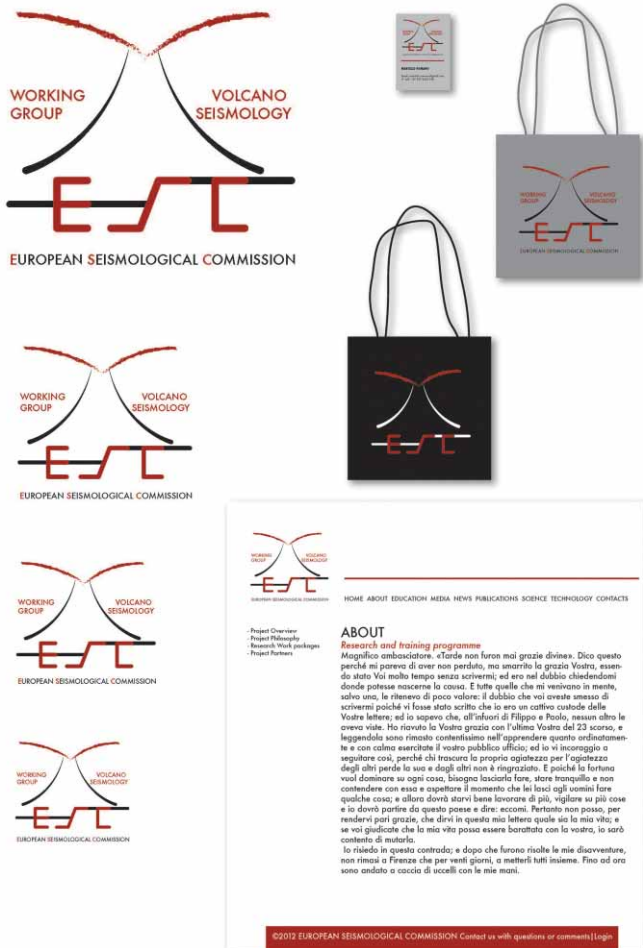 WORKING
GROUP
VOLCANO
SEISMOLOGY
ESC
EUROPEAN SEISMOLOGICAL COMMISSION
WORKING
GROUP
VOLCANO
SEISMOLOGY
ESC
EUROPEAN SEISMOLOGICAL COMMISSION
ESC
WORKING
GROUP
VOLCANO
SEISMOLOGY
ESC
EUROPEAN SEISMOLOGICAL COMMISSION
ESC
WORKING
GROUP
VOLCANO
SEISMOLOGY
ESC
EUROPEAN SEISMOLOGICAL COMMISSION
WORKING
GROUP
VOLCANO
SEISMOLOGY
ESC
EUROPEAN SEISMOLOGICAL COMMISSION
WORKING
GROUP
VOLCANO
SEISMOLOGY
ESC
EUROPEAN SEISMOLOGICAL COMMISSION
HOME ABOUT EDUCATION MEDIA NEWS PUBLICATIONS SCIENCE TECHNOLOGY CONTACTS
- Project Overview
- Project Philosophy
- Research Work packages
- Project Partners
ABOUT
Research and training programme
Magnifico ambasciatore. «Tarde non furon mai grazie divine». Dico questo
perché mi pareva di aver non perduto, ma smarrito la grazia Vostra, essen-
do stato Voi molto tempo senza scrivermi; ed ero nel dubbio chiedendomi
donde potesse nascerne la causa. E tutte quelle che mi venivano in mente,
salvo una, le ritenevo di poco valore: il dubbio che voi aveste smesso di
scrivermi poiché vi fosse stato scritto che io ero un cattivo custode delle
Vostre lettere; ed io sapevo che, all'infuori di Filippo e Paolo, nessun altro le
aveva viste. Ho riavuto la Vostra grazia con l'ultima Vostra del 23 scorso, e
leggendola sono rimasto contentissimo nell'apprendere quanto ordinatamen-
te e con calma esercitate il vostro pubblico ufficio; ed io vi incoraggio a
seguitare così, perché chi trascura la propria agiatezza per l'agiatezza
degli altri perde la sua e dagli altri non è ringraziato. E poiché la fortuna
vuol dominare su ogni cosa, bisogna lasciarla fare, stare tranquillo e non
contendere con essa e aspettare il momento che lei lasci agli uomini fare
qualche cosa; e allora dovrà starvi bene lavorare di più, vigilare su più cose
e io dovrò partire da questo paese e dire: eccomi. Pertanto non posso, per
rendervi pari grazie, che dirvi in questa mia lettera quale sia la mia vita; e
se voi giudicate che la mia vita possa essere barattata con la vostra, io sarò
contento di mutarla.
Io risiedo in questa contrada; e dopo che furono risolte le mie disavventure,
non rimasi a Firenze che per venti giorni, a metterli tutti insieme. Fino ad ora
sono andato a caccia di uccelli con le mie mani.
©2012 EUROPEAN SEISMOLOGICAL COMMISSION Contact us with questions or comments|Login